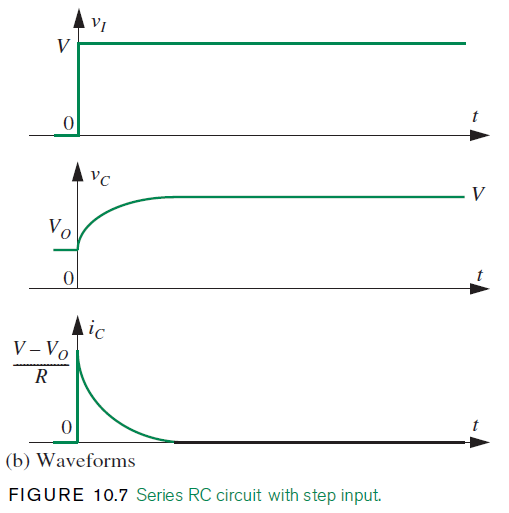 v_I
V
0
t
v_C
V
V_O
0
t
i_C
V – V_O
R
0
t
(b) Waveforms
FIGURE 10.7 Series RC circuit with step input.